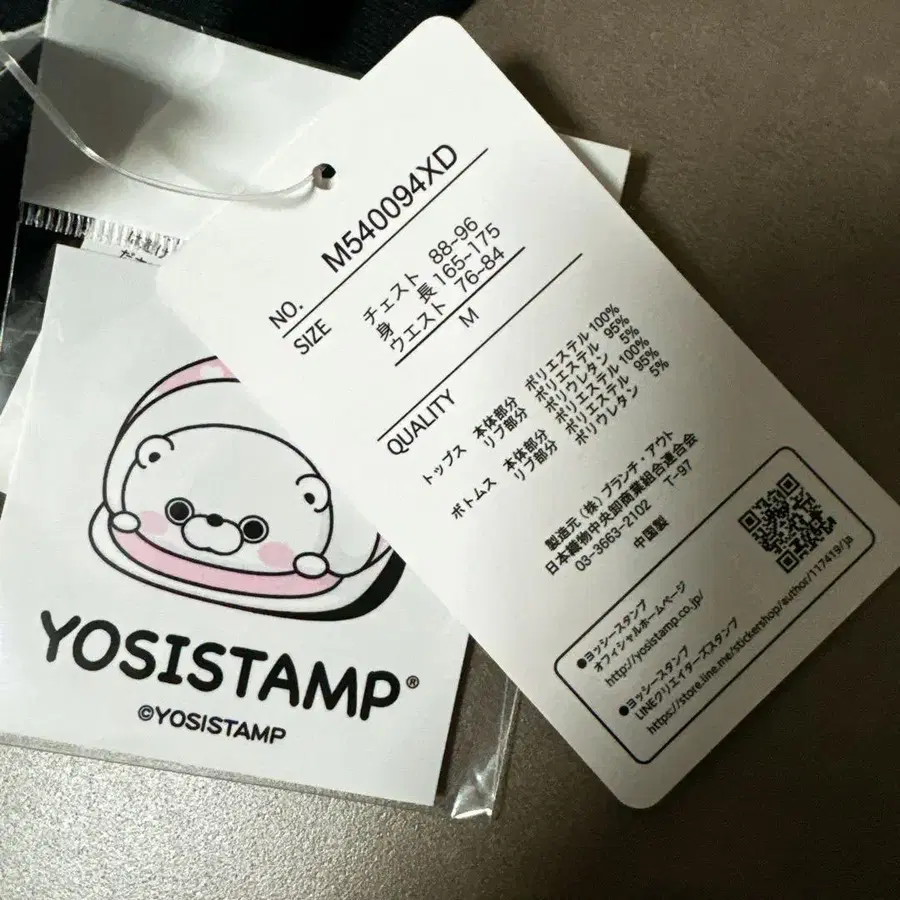 NO. M540094XD
SIZE チェスト 88-96
身 長 165-175
ウエスト 76-84
M
QUALITY
トップス 本体部分 ポリエステル 100%
リブ部分 ポリエステル 95%
ポリウレタン 5%
ボトムス 本体部分 ポリエステル 100%
リブ部分 ポリエステル 95%
ポリウレタン 5%
製造元(株)ブランチ・アウト
日本織物中央卸商業組合連合会
03-3663-2102 T-97
中国製
●ヨッシースタンプ
オフィシャルホームページ
http://yosistamp.co.jp/
●ヨッシースタンプ
LINEクリエイターズスタンプ
https://store.line.me/stickershop/author/117419/ja
YOSISTAMP®
©YOSISTAMP